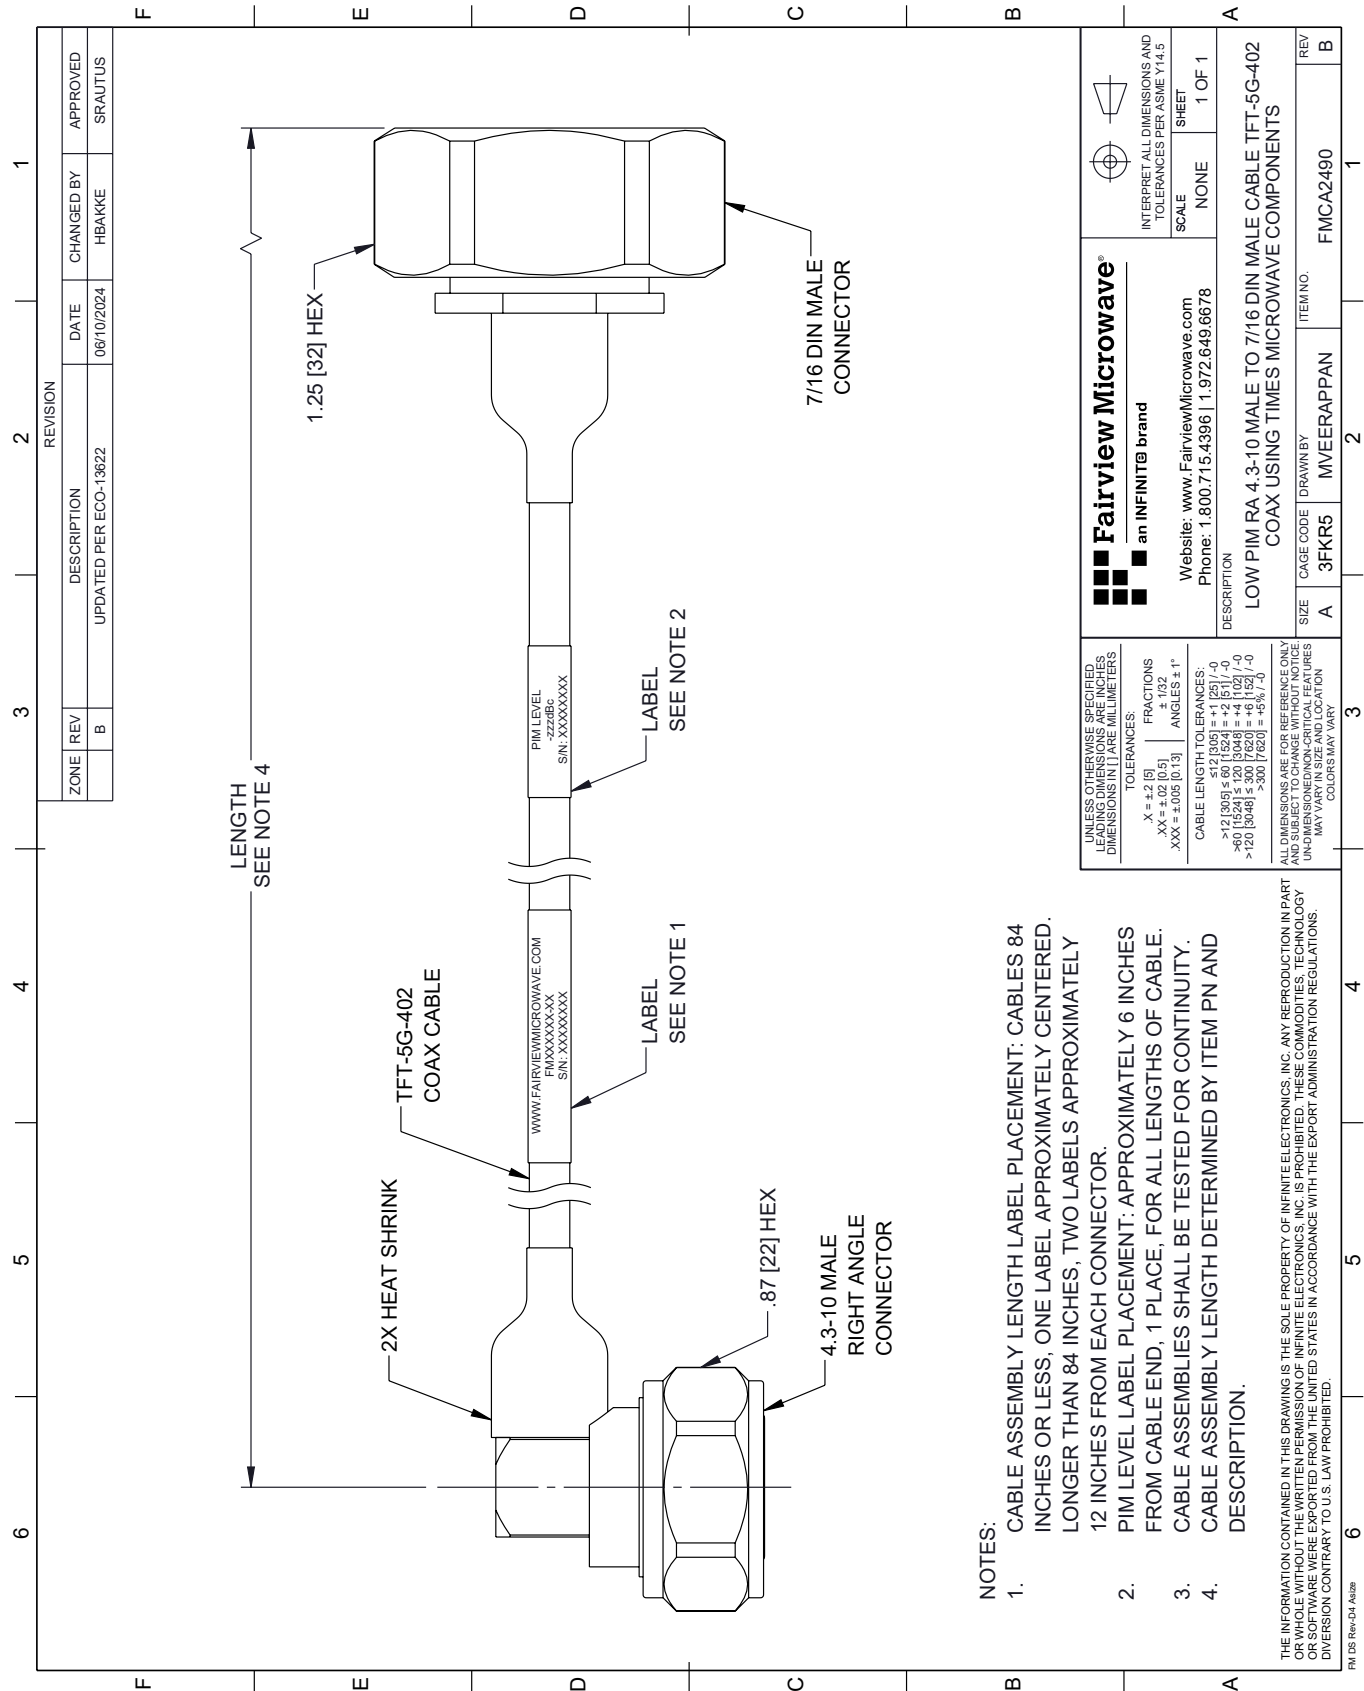 6
5
4
3
2
1
F
E
D
C
B
A
REVISION
ZONE
REV
DESCRIPTION
DATE
CHANGED BY
APPROVED
B
UPDATED PER ECO-13622
06/10/2024
HBAKKE
SRAUTUS
LENGTH
SEE NOTE 4
1.25 [32] HEX
2X HEAT SHRINK
TFT-5G-402
COAX CABLE
WWW.FAIRVIEWMICROWAVE.COM
FMXXXXXX-XX
S/N: XXXXXXXXX
PIM LEVEL
-zzzdBc
S/N: XXXXXXXX
LABEL
SEE NOTE 1
LABEL
SEE NOTE 2
7/16 DIN MALE
CONNECTOR
.87 [22] HEX
4.3-10 MALE
RIGHT ANGLE
CONNECTOR
NOTES:
1. CABLE ASSEMBLY LENGTH LABEL PLACEMENT: CABLES 84
INCHES OR LESS, ONE LABEL APPROXIMATELY CENTERED.
LONGER THAN 84 INCHES, TWO LABELS APPROXIMATELY
12 INCHES FROM EACH CONNECTOR.
2. PIM LEVEL LABEL PLACEMENT: APPROXIMATELY 6 INCHES
FROM CABLE END, 1 PLACE, FOR ALL LENGTHS OF CABLE.
3. CABLE ASSEMBLIES SHALL BE TESTED FOR CONTINUITY.
4. CABLE ASSEMBLY LENGTH DETERMINED BY ITEM PN AND
DESCRIPTION.
UNLESS OTHERWISE SPECIFIED
LEADING DIMENSIONS ARE INCHES
DIMENSIONS IN [ ] ARE MILLIMETERS
TOLERANCES:
.X = ±.2 [5]
.XX = ±.02 [0.5]
.XXX = ±.005 [0.13]
FRACTIONS
± 1/32
ANGLES ± 1°
CABLE LENGTH TOLERANCES:
≤12 [305] = +1 [25] / -0
>12 [305] ≤ 60 [1524] = +2 [51] / -0
>60 [1524] ≤ 120 [3048] = +4 [102] / -0
>120 [3048] ≤ 300 [7620] = +6 [152] / -0
>300 [7620] = +5% / -0
ALL DIMENSIONS ARE FOR REFERENCE ONLY
AND SUBJECT TO CHANGE WITHOUT NOTICE.
UN-DIMENSIONED/NON-CRITICAL FEATURES
MAY VARY IN SIZE AND LOCATION
COLORS MAY VARY
Fairview Microwave®
an INFINIT@ brand
Website: www.FairviewMicrowave.com
Phone: 1.800.715.4396 | 1.972.649.6678
INTERPRET ALL DIMENSIONS AND
TOLERANCES PER ASME Y14.5
SCALE
NONE
SHEET
1 OF 1
DESCRIPTION
LOW PIM RA 4.3-10 MALE TO 7/16 DIN MALE CABLE TFT-5G-402
COAX USING TIMES MICROWAVE COMPONENTS
SIZE
A
CAGE CODE
3FKR5
DRAWN BY
MVEERAPPAN
ITEM NO.
FMCA2490
REV
B
THE INFORMATION CONTAINED IN THIS DRAWING IS THE SOLE PROPERTY OF INFINITE ELECTRONICS, INC. ANY REPRODUCTION IN PART
OR WHOLE WITHOUT THE WRITTEN PERMISSION OF INFINITE ELECTRONICS, INC. IS PROHIBITED. THESE COMMODITIES, TECHNOLOGY
OR SOFTWARE WERE EXPORTED FROM THE UNITED STATES IN ACCORDANCE WITH THE EXPORT ADMINISTRATION REGULATIONS.
DIVERSION CONTRARY TO U.S. LAW PROHIBITED.
F
E
D
C
B
A
6
5
4
3
2
1
FM DS Rev-D4 Asize